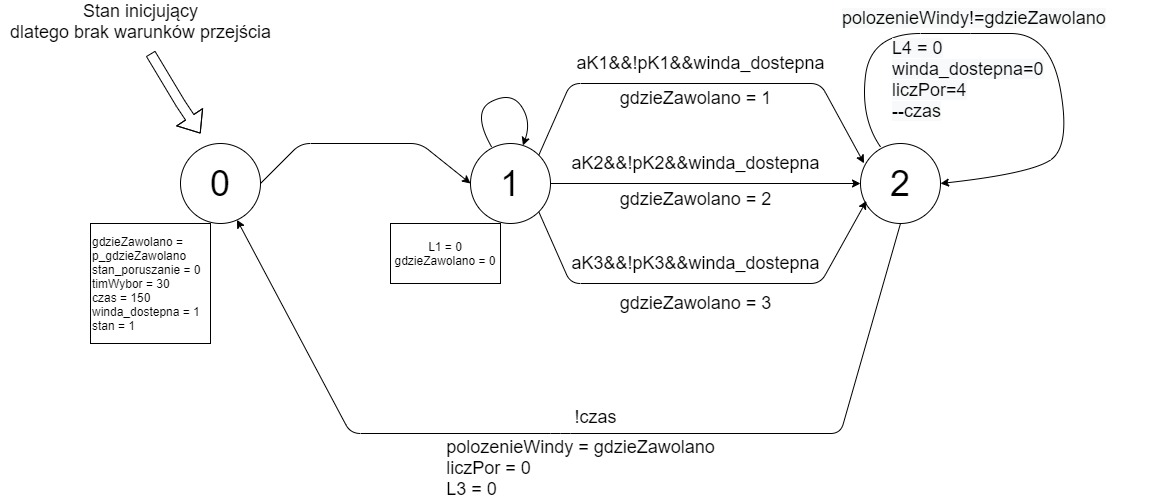 Stan inicjujący
dlatego brak warunków przejścia
polozenieWindy!=gdzieZawolano
L4 = 0
winda_dostepna=0
liczPor=4
--czas
aK1&&!pK1&&winda_dostepna
gdzieZawolano = 1
0
1
aK2&&!pK2&&winda_dostepna
gdzieZawolano = 2
2
gdzieZawolano =
p_gdzieZawolano
stan_poruszanie = 0
timWybor = 30
czas = 150
winda_dostepna = 1
stan = 1
L1 = 0
gdzieZawolano = 0
aK3&&!pK3&&winda_dostepna
gdzieZawolano = 3
!czas
polozenieWindy = gdzieZawolano
liczPor = 0
L3 = 0